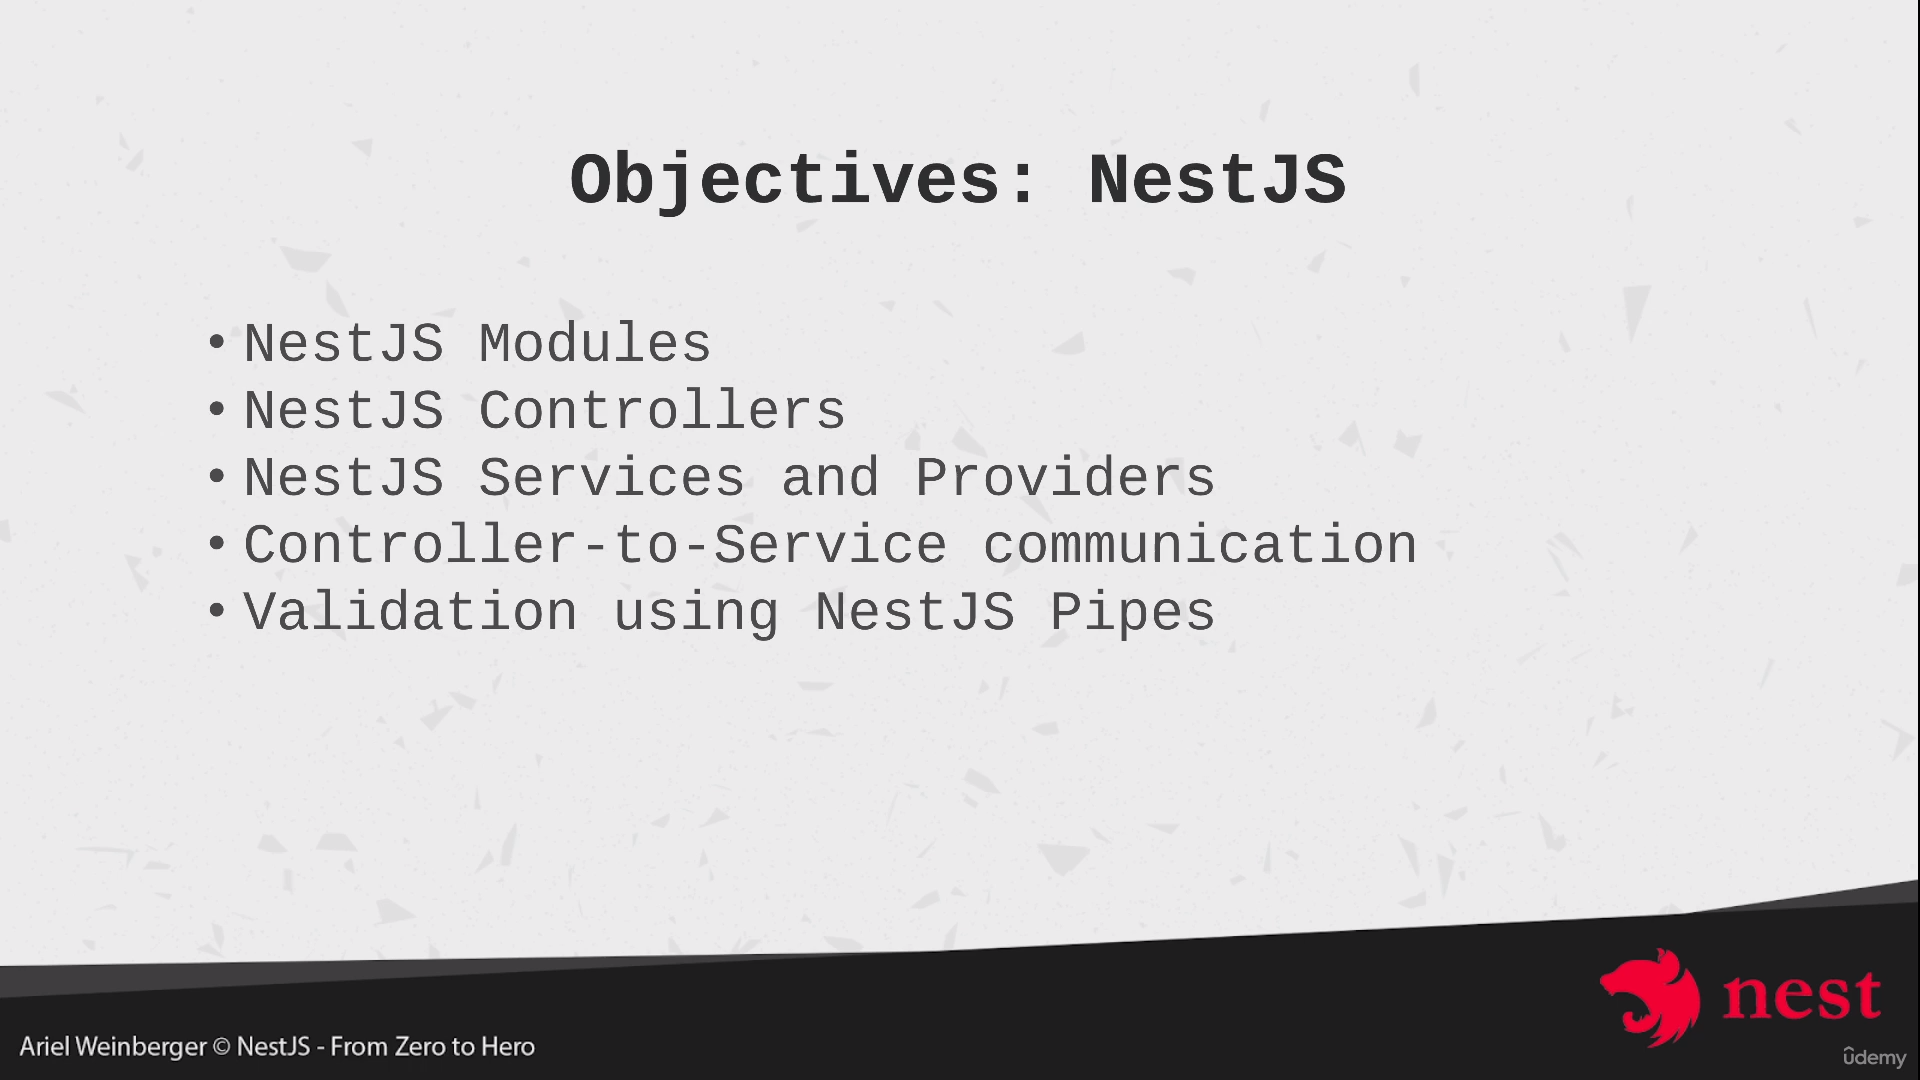 Objectives: NestJS
• NestJS Modules
• NestJS Controllers
• NestJS Services and Providers
• Controller-to-Service communication
• Validation using NestJS Pipes
nest
Ariel Weinberger © NestJS - From Zero to Hero
ûdemy